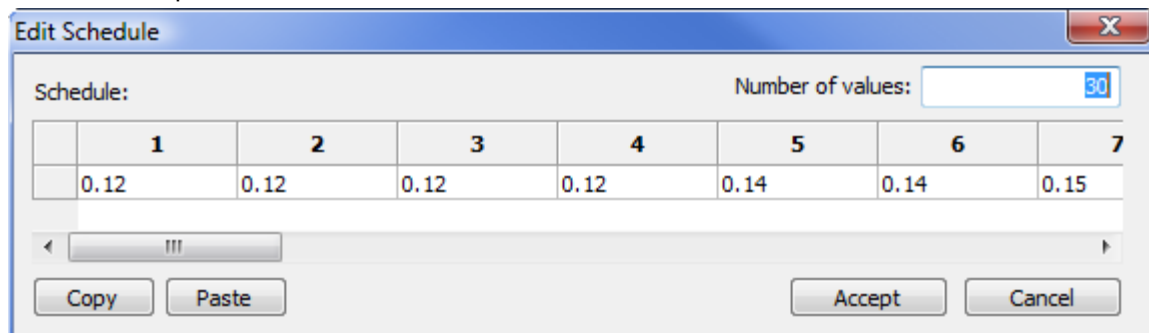 Edit Schedule
Schedule:
Number of values: 30
1 2 3 4 5 6 7
0.12 0.12 0.12 0.12 0.14 0.14 0.15
Copy Paste Accept Cancel